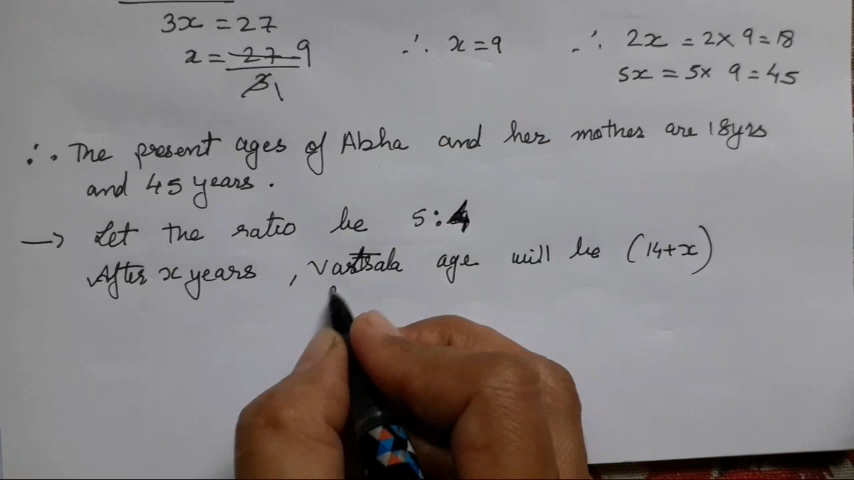 3x = 27
x = 27 9
31
∴ x = 9
∴ 2x = 2 x 9 = 18
5x = 5 x 9 = 45
∴ The present ages of Abha and her mother are 18yrs
and 45 years.
→ Let the ratio be 5:4
After x years, Vatsala age will be (14+x)